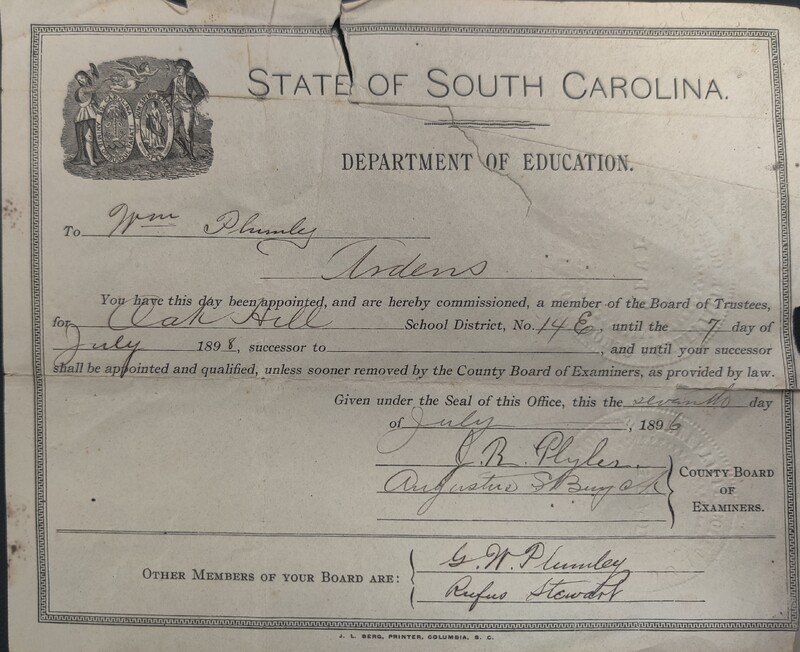 STATE OF SOUTH CAROLINA.
DEPARTMENT OF EDUCATION.
To Wm Plumley
Ardens
You have this day been appointed, and are hereby commissioned, a member of the Board of Trustees,
for Oak Hill School District, No. 14 E, until the 7 day of
July 1898, successor to , and until your successor
shall be appointed and qualified, unless sooner removed by the County Board of Examiners, as provided by law.
Given under the Seal of this Office, this the seventh day
of July, 1896
J. R. Plyler.
Augustus S
COUNTY BOARD
OF
EXAMINERS.
OTHER MEMBERS OF YOUR BOARD ARE:
G. W. Plumley
Rufus Stewart
J. L. BERG, PRINTER, COLUMBIA, S. C.